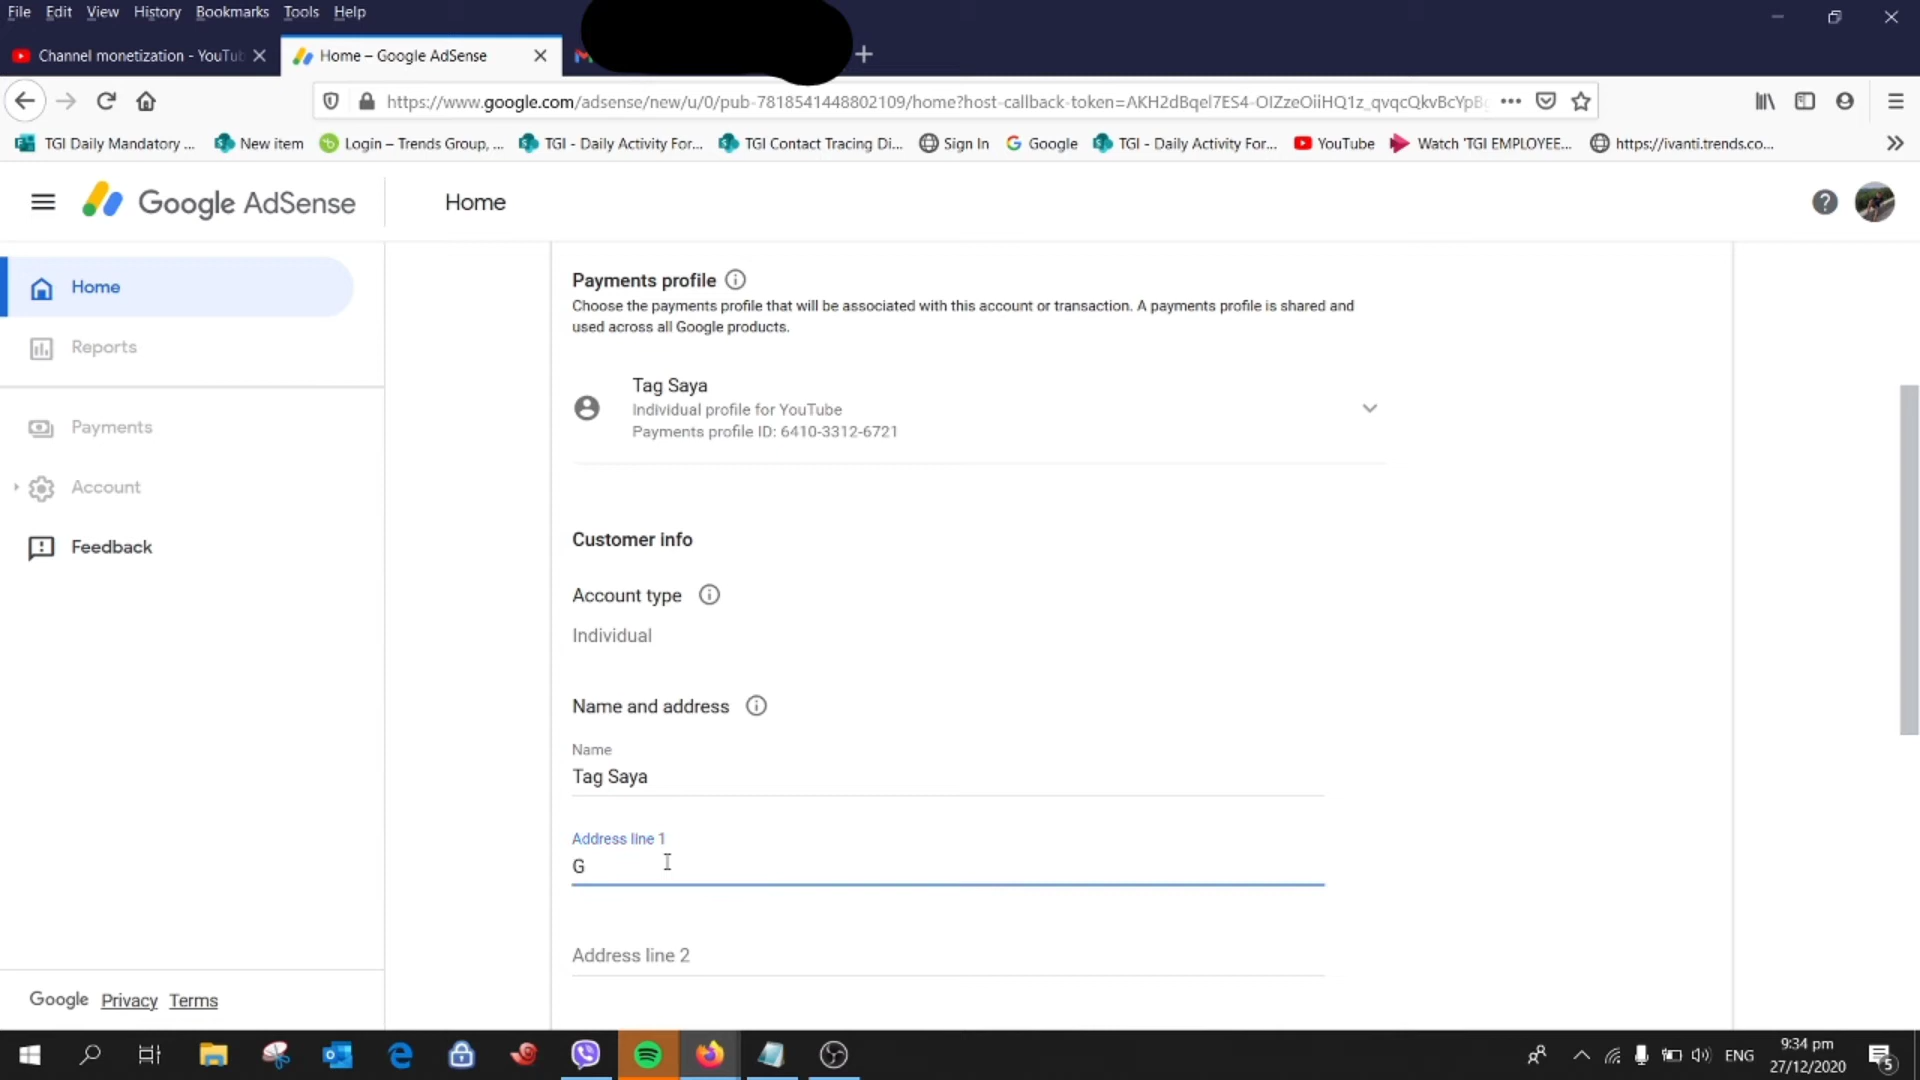 File Edit View History Bookmarks Tools Help
Channel monetization - YouTub
Home – Google AdSense
https://www.google.com/adsense/new/u/0/pub-7818541448802109/home?host-callback-token=AKH2dBqel7ES4-OIZzeOiiHQ1z_qvqcQkvBcYpB
TGI Daily Mandatory ... New item Login – Trends Group, ... TGI - Daily Activity For... TGI Contact Tracing Di... Sign In Google TGI - Daily Activity For... YouTube Watch 'TGI EMPLOYEE... https://ivanti.trends.co...
Google AdSense
Home
Home
Reports
Payments
Account
Feedback
Google Privacy Terms
Payments profile
Choose the payments profile that will be associated with this account or transaction. A payments profile is shared and
used across all Google products.
Tag Saya
Individual profile for YouTube
Payments profile ID: 6410-3312-6721
Customer info
Account type
Individual
Name and address
Name
Tag Saya
Address line 1
G
Address line 2
ENG
9:34 pm
27/12/2020
5